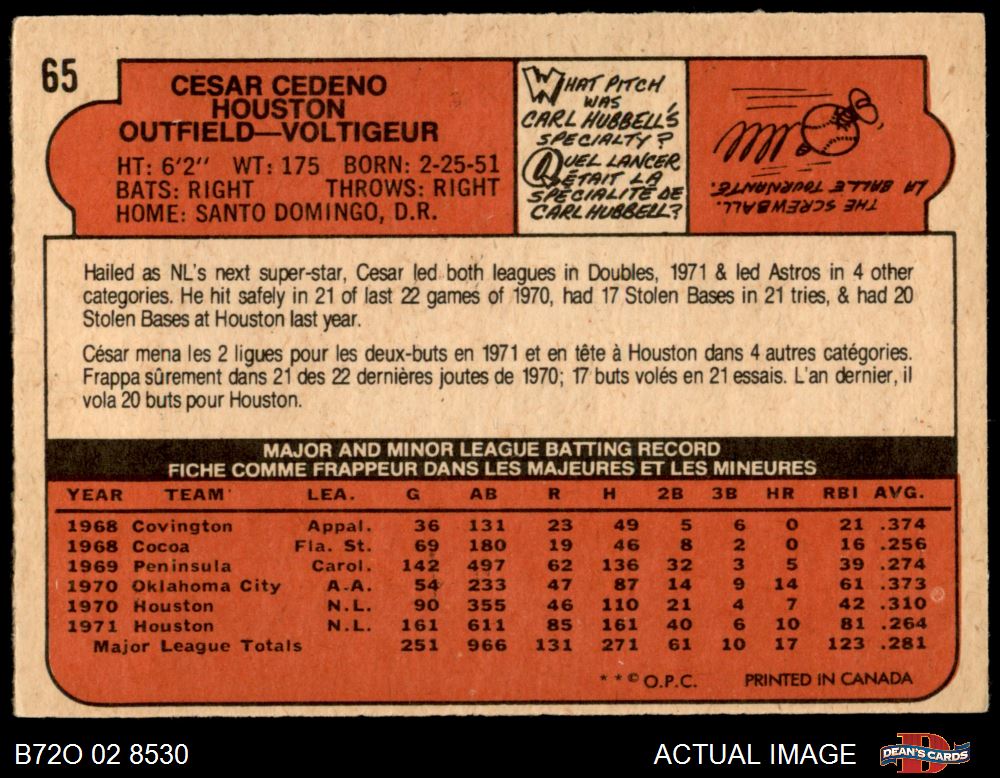 65
CESAR CEDENO
HOUSTON
OUTFIELD—VOLTIGEUR
HT: 6'2'' WT: 175 BORN: 2-25-51
BATS: RIGHT THROWS: RIGHT
HOME: SANTO DOMINGO, D.R.
WHAT PITCH
WAS
CARL HUBBELL'S
SPECIALTY?
QUEL LANCER
ÉTAIT LA
SPÉCIALITÉ DE
CARL HUBBELL?
THE SCREWBALL.
LA BALLE TOURNANTE.
Hailed as NL's next super-star, Cesar led both leagues in Doubles, 1971 & led Astros in 4 other
categories. He hit safely in 21 of last 22 games of 1970, had 17 Stolen Bases in 21 tries, & had 20
Stolen Bases at Houston last year.
César mena les 2 ligues pour les deux-buts en 1971 et en tête à Houston dans 4 autres catégories.
Frappa sûrement dans 21 des 22 dernières joutes de 1970; 17 buts volés en 21 essais. L'an dernier, il
vola 20 buts pour Houston.
MAJOR AND MINOR LEAGUE BATTING RECORD
FICHE COMME FRAPPEUR DANS LES MAJEURES ET LES MINEURES
YEAR TEAM LEA. G AB R H 2B 3B HR RBI AVG.
1968 Covington Appal. 36 131 23 49 5 6 0 21 .374
1968 Cocoa Fla. St. 69 180 19 46 8 2 0 16 .256
1969 Peninsula Carol. 142 497 62 136 32 3 5 39 .274
1970 Oklahoma City A.A. 54 233 47 87 14 9 14 61 .373
1970 Houston N.L. 90 355 46 110 21 4 7 42 .310
1971 Houston N.L. 161 611 85 161 40 6 10 81 .264
Major League Totals 251 966 131 271 61 10 17 123 .281
* * © O.P.C. PRINTED IN CANADA
B72O 02 8530 ACTUAL IMAGE DEAN'S CARDS